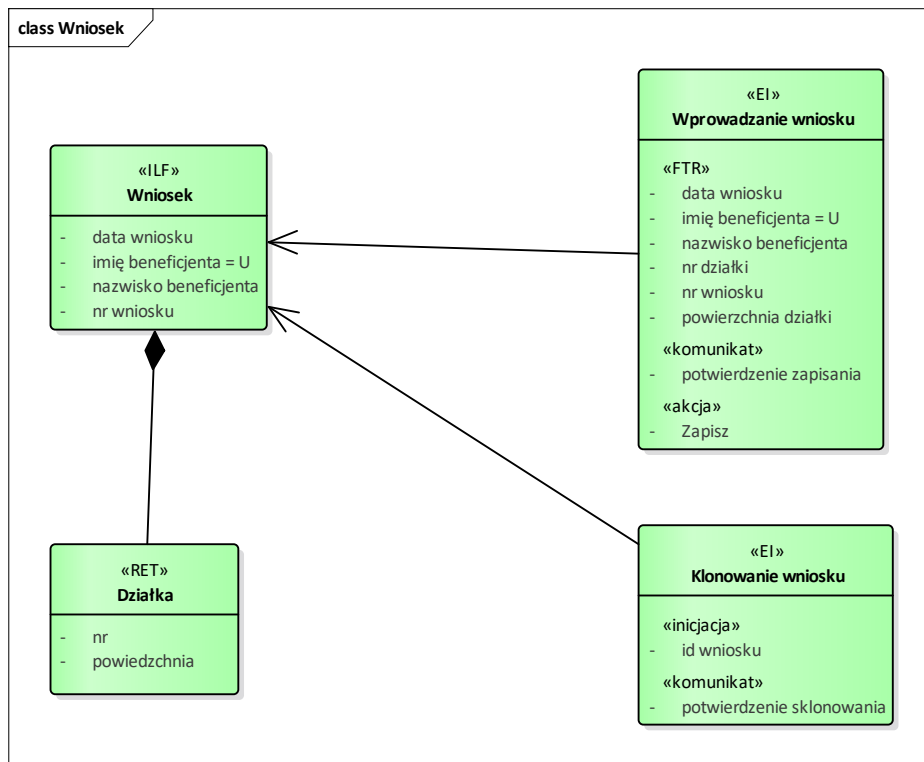 class Wniosek
«ILF»
Wniosek
- data wniosku
- imię beneficjenta = U
- nazwisko beneficjenta
- nr wniosku
«RET»
Działka
- nr
- powiedzchnia
«EI»
Wprowadzanie wniosku
«FTR»
- data wniosku
- imię beneficjenta = U
- nazwisko beneficjenta
- nr działki
- nr wniosku
- powierzchnia działki
«komunikat»
- potwierdzenie zapisania
«akcja»
- Zapisz
«EI»
Klonowanie wniosku
«inicjacja»
- id wniosku
«komunikat»
- potwierdzenie sklonowania